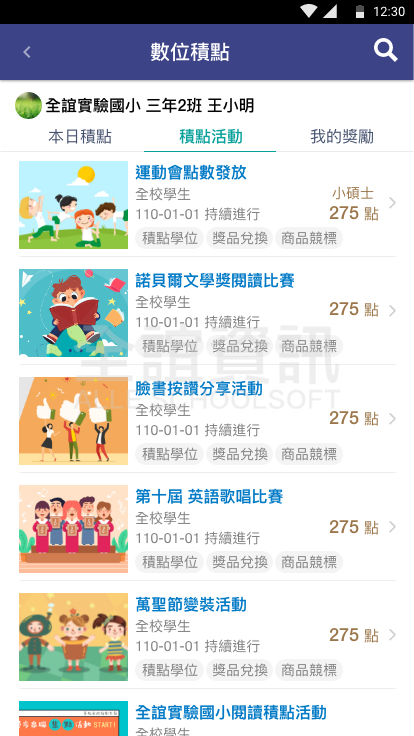 12:30
數位積點
全誼實驗國小 三年2班 王小明
本日積點 積點活動 我的獎勵
運動會點數發放
全校學生
小碩士
110-01-01 持續進行
275 點
積點學位 獎品兌換 商品競標
諾貝爾文學獎閱讀比賽
全校學生
275 點
110-01-01 持續進行
積點學位 獎品兌換 商品競標
全誼資訊
臉書按讚分享活動
SCHOOLSOFT
全校學生
275 點
110-01-01 持續進行
積點學位 獎品兌換 商品競標
第十屆 英語歌唱比賽
全校學生
275 點
110-01-01 持續進行
積點學位 獎品兌換 商品競標
萬聖節變裝活動
全校學生
275 點
110-01-01 持續進行
積點學位 獎品兌換 商品競標
全誼實驗國小閱讀積點活動
活動 START!
全校學生